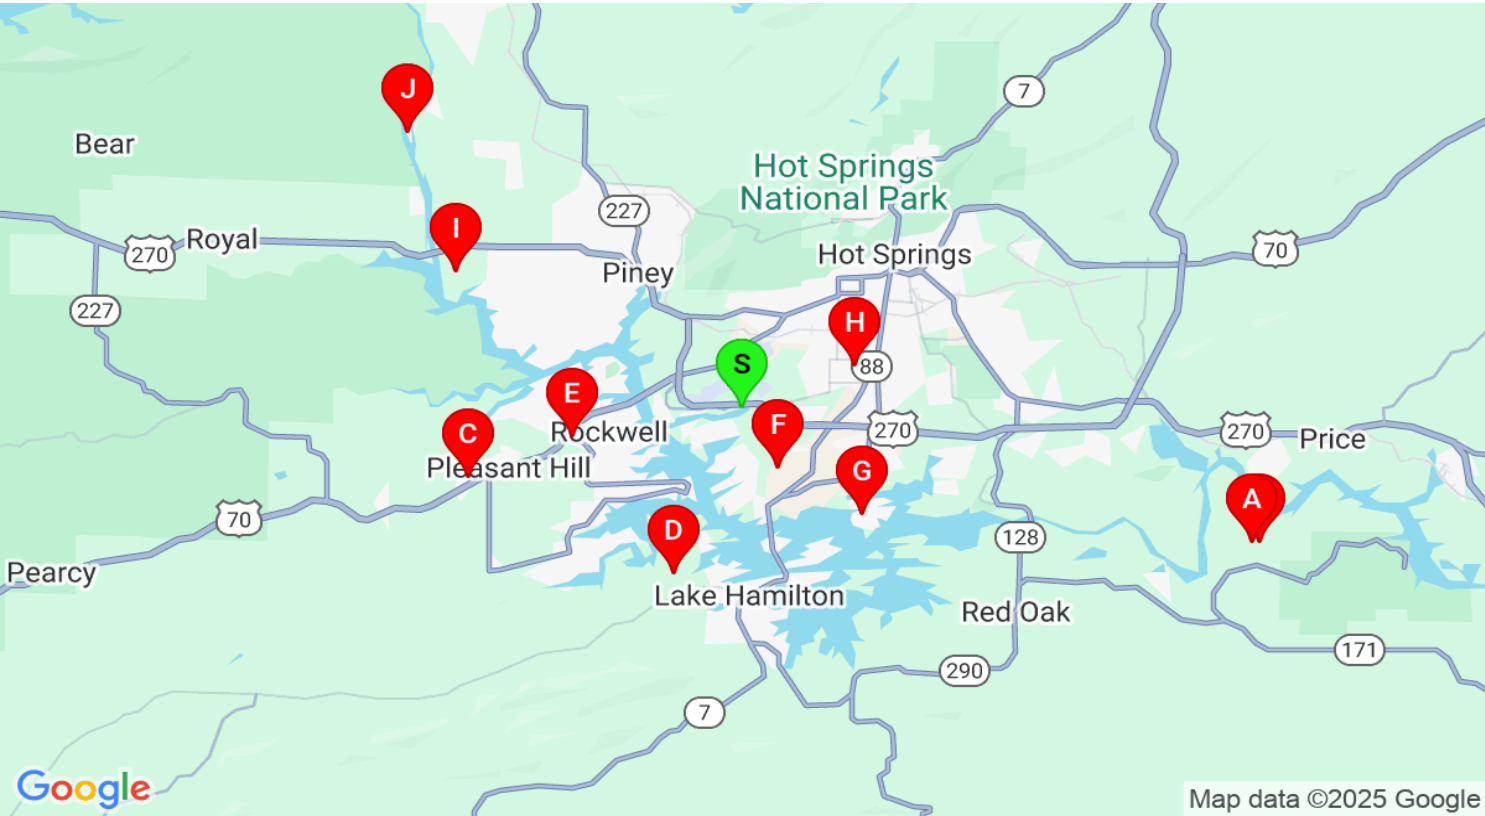 J
7
Bear
Hot Springs
National Park
227
I
Royal
270
Hot Springs
70
Piney
227
H
S
88
E
C
Rockwell
F
270
270
Price
Pleasant Hill
G
A
70
D
128
Pearcy
Lake Hamilton
Red Oak
171
290
7
Google
Map data ©2025 Google